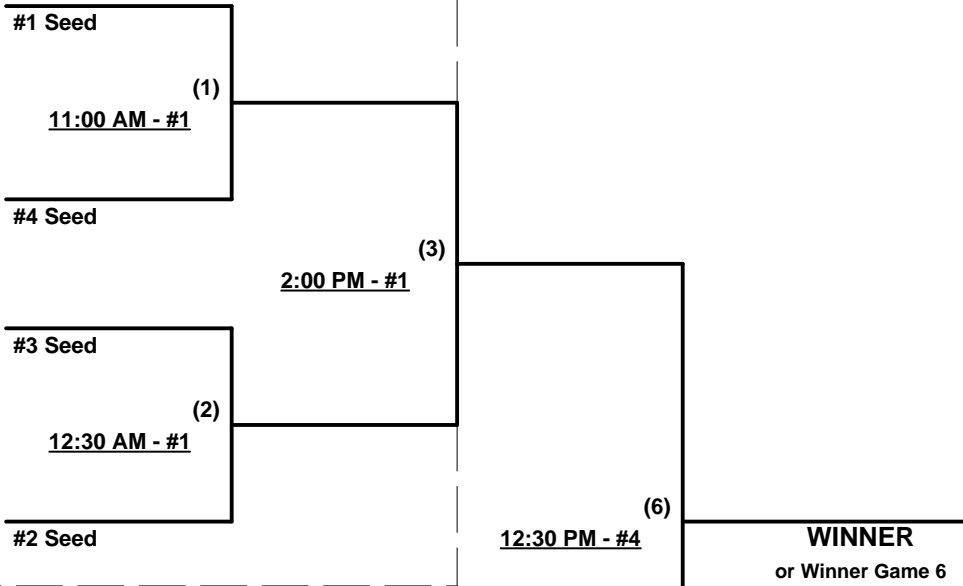 #1 Seed
(1)
11:00 AM - #1
#4 Seed
(3)
2:00 PM - #1
#3 Seed
(2)
12:30 AM - #1
#2 Seed
(6)
12:30 PM - #4
WINNER
or Winner Game 6